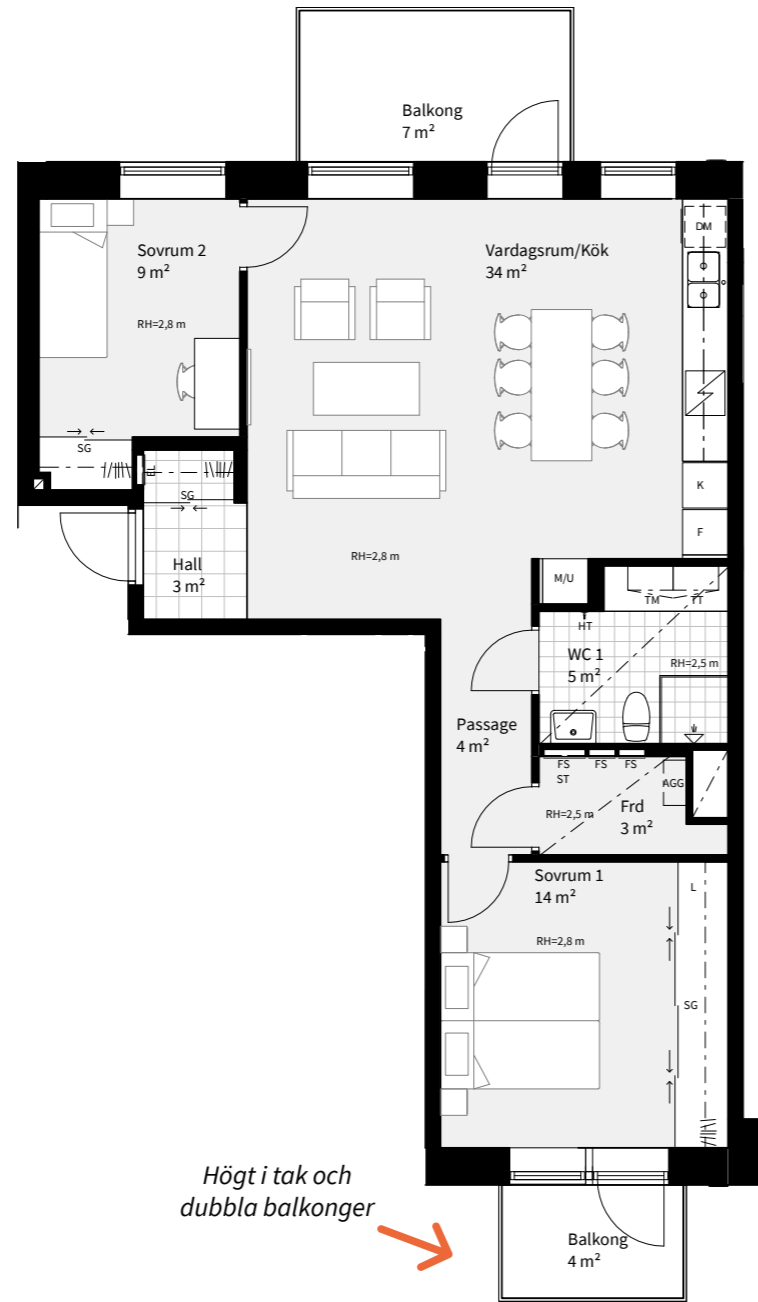 Balkong
7 m²
DM
Sovrum 2
9 m²
Vardagsrum/Kök
34 m²
RH=2,8 m
SG
EL
SG
K
F
Hall
3 m²
RH=2,8 m
M/U
TM
TT
HT
WC 1
5 m²
RH=2,5 m
Passage
4 m²
FS
FS
FS
ST
AGG
RH=2,5 m
Frd
3 m²
Sovrum 1
14 m²
L
RH=2,8 m
SG
Högt i tak och
dubbla balkonger
Balkong
4 m²